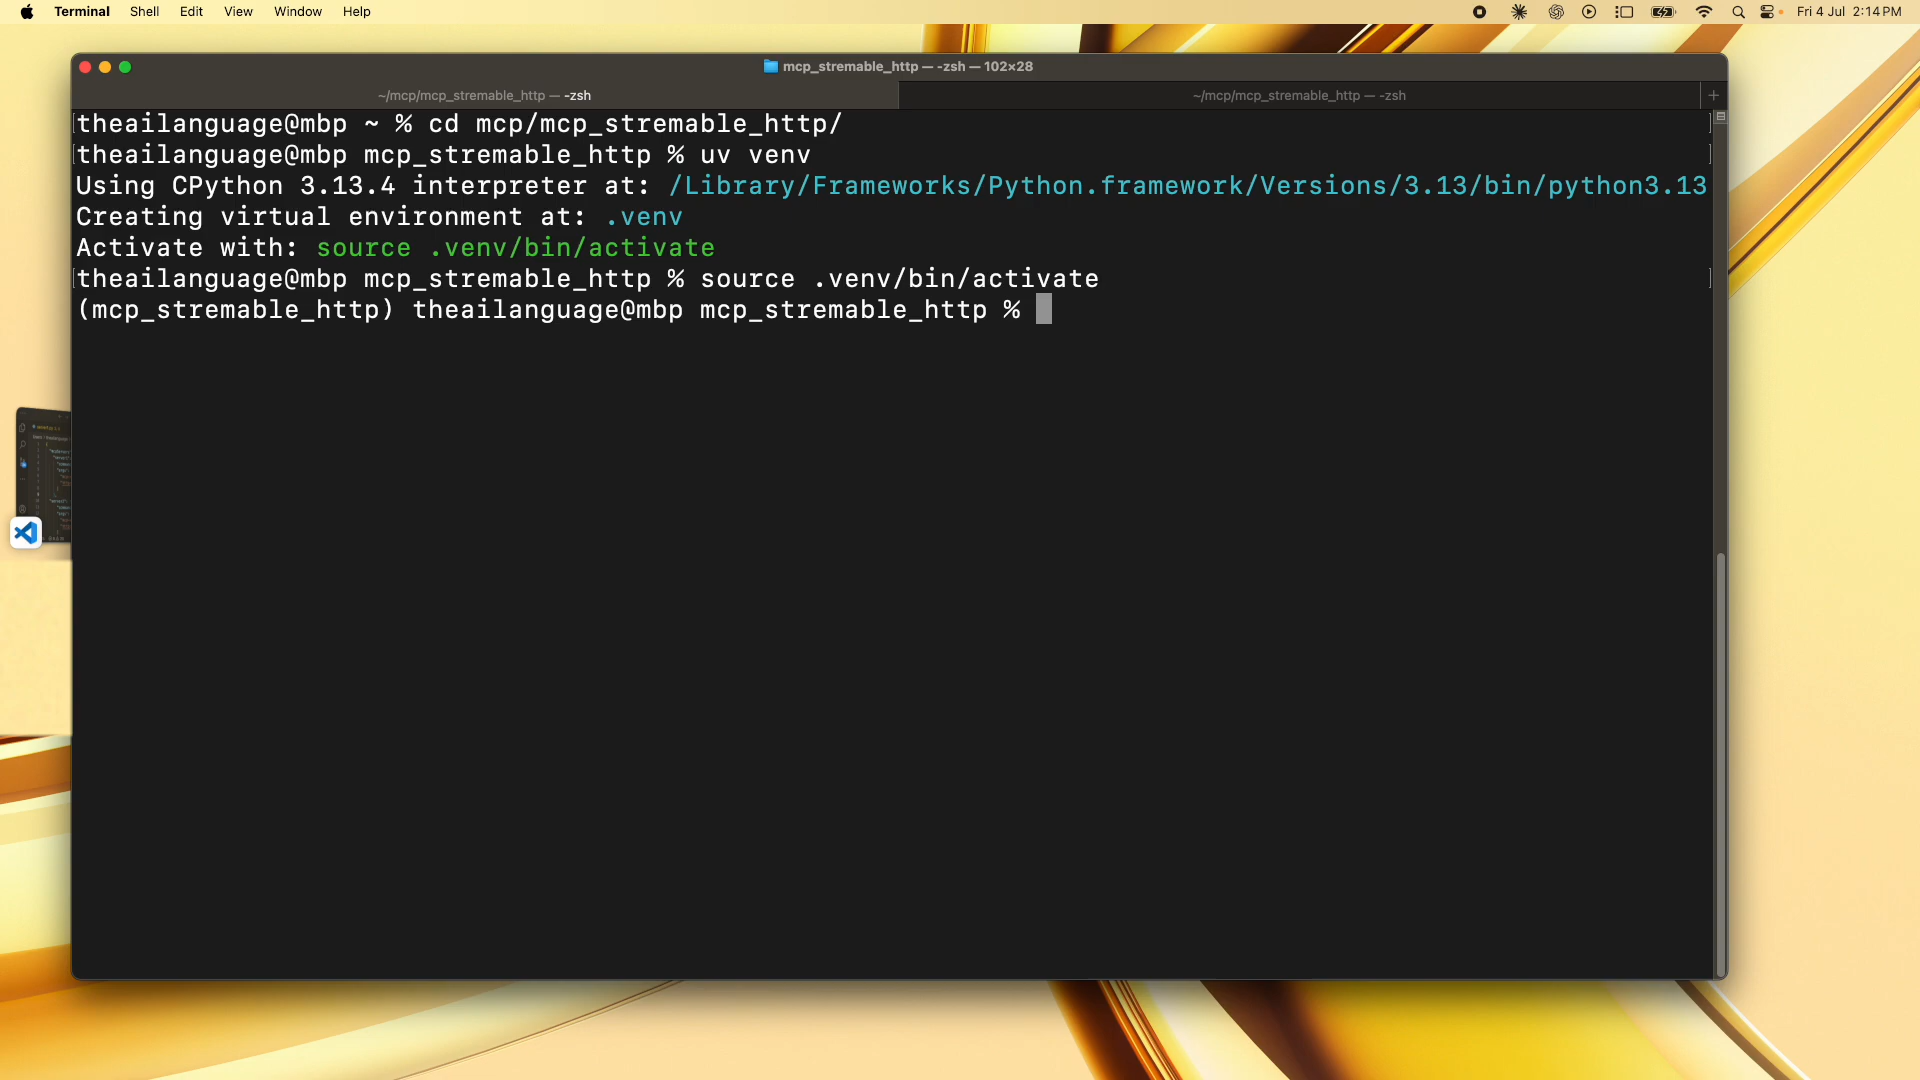 Terminal Shell Edit View Window Help Fri 4 Jul 2:14 PM
mcp_stremable_http — -zsh — 102×28
~/mcp/mcp_stremable_http — -zsh ~/mcp/mcp_stremable_http — -zsh +
theailanguage@mbp ~ % cd mcp/mcp_stremable_http/
theailanguage@mbp mcp_stremable_http % uv venv
Using CPython 3.13.4 interpreter at: /Library/Frameworks/Python.framework/Versions/3.13/bin/python3.13
Creating virtual environment at: .venv
Activate with: source .venv/bin/activate
theailanguage@mbp mcp_stremable_http % source .venv/bin/activate
(mcp_stremable_http) theailanguage@mbp mcp_stremable_http %